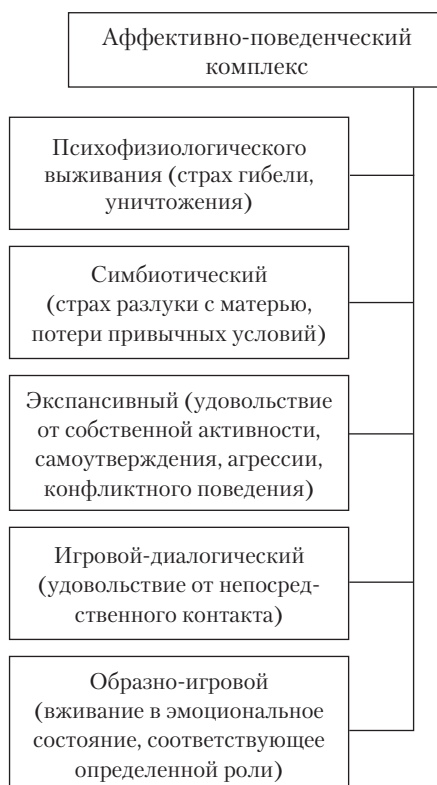 Аффективно-поведенческий
комплекс
Психофизиологического
выживания (страх гибели,
уничтожения)
Симбиотический
(страх разлуки с матерью,
потери привычных условий)
Экспансивный (удовольствие
от собственной активности,
самоутверждения, агрессии,
конфликтного поведения)
Игровой-диалогический
(удовольствие от непосред-
ственного контакта)
Образно-игровой
(вживание в эмоциональное
состояние, соответствующее
определенной роли)